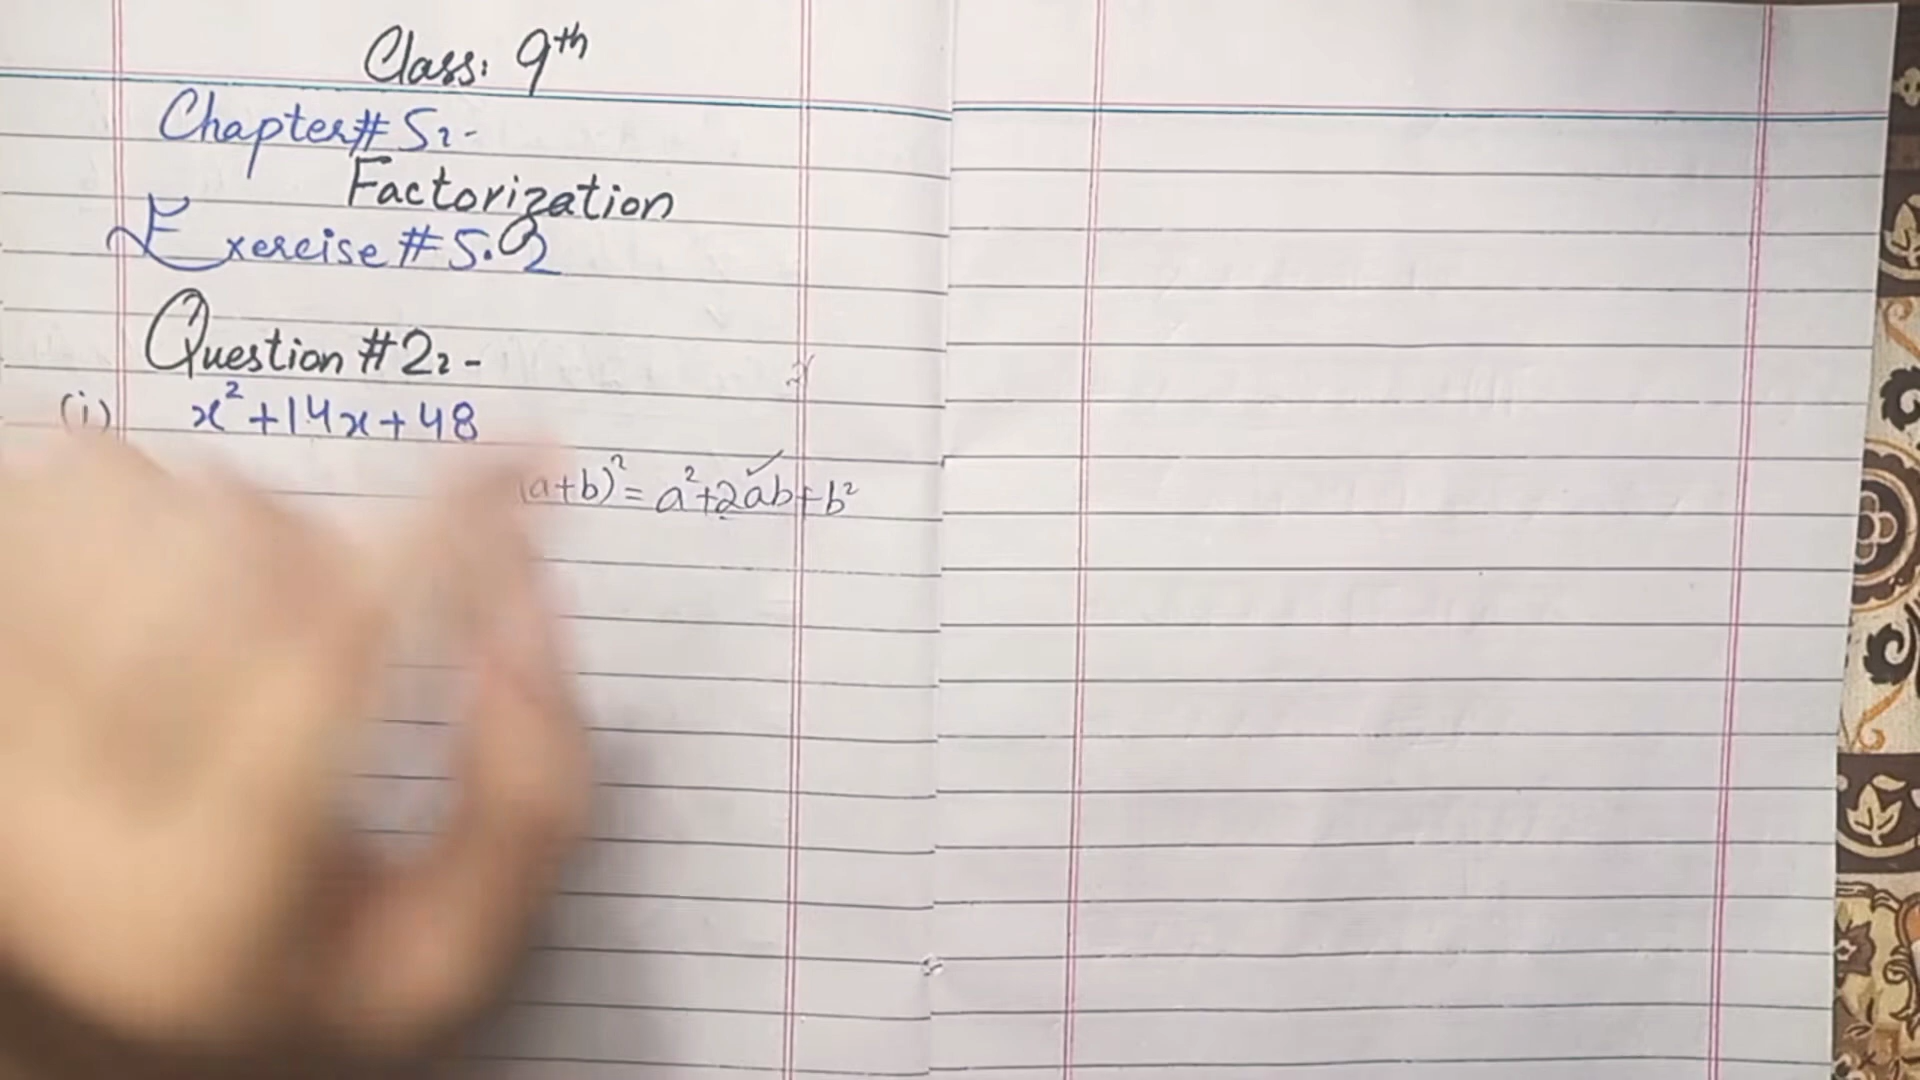 Class: 9th
Chapter# 5:-
Factorization
Exercise # 5.2
Question #2:-
(i) x² + 14x + 48
(a+b)² = a² + 2ab + b²